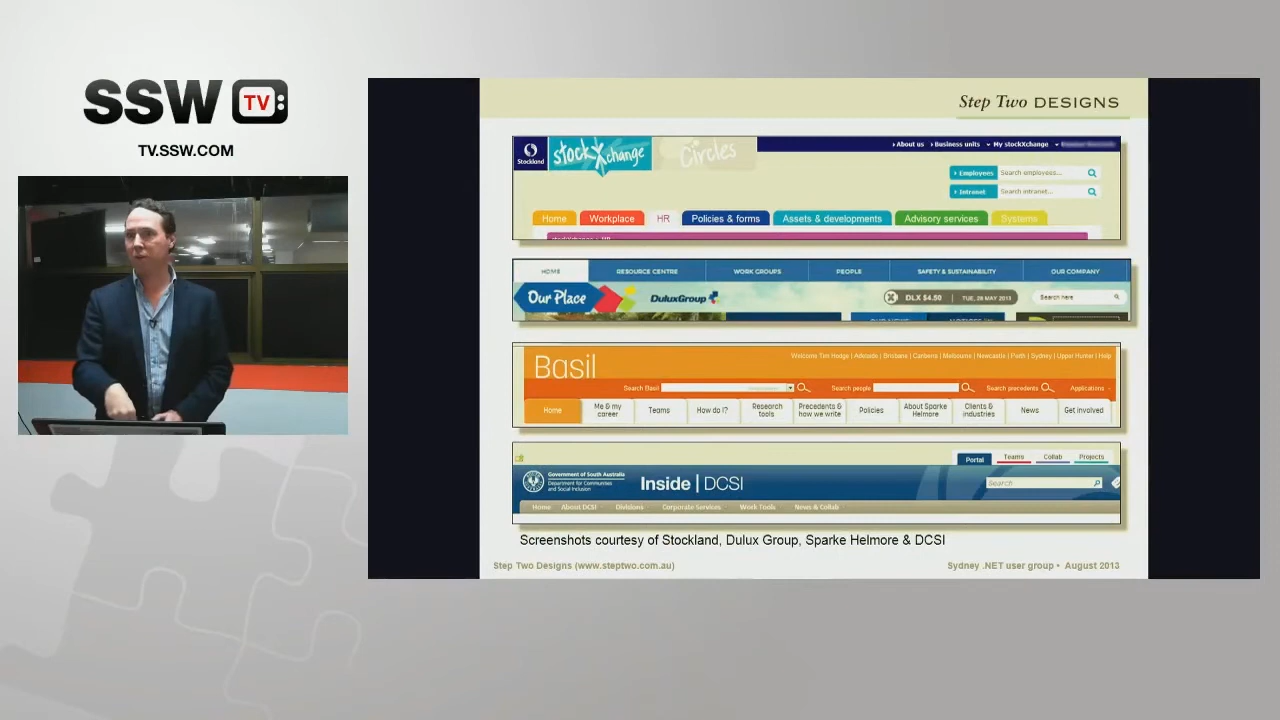 SSW TV
TV.SSW.COM
Step Two DESIGNS
Stockland
stockXchange
Circles
About us
Business units
My stockXchange
Employees
Search employees...
Intranet
Search intranet...
Home
Workplace
HR
Policies & forms
Assets & developments
Advisory services
Systems
stockXchange > HR
HOME
RESOURCE CENTRE
WORK GROUPS
PEOPLE
SAFETY & SUSTAINABILITY
OUR COMPANY
Our Place
DuluxGroup
DLX $4.50
TUE, 28 MAY 2013
Search here
Basil
Welcome Tim Hedge | Adelaide | Brisbane | Canberra | Melbourne | Newcastle | Perth | Sydney | Upper Hunter | Help
Search Basil
Search people
Search precedents
Applications
Home
Me & my career
Teams
How do I?
Research tools
Precedents & how we write
Policies
About Sparke Helmore
Clients & industries
News
Get involved
Portal
Teams
Collab
Projects
Government of South Australia
Department for Communities and Social Inclusion
Inside | DCSI
Search
Home
About DCSI
Divisions
Corporate Services
Work Tools
News & Collab
Screenshots courtesy of Stockland, Dulux Group, Sparke Helmore & DCSI
Step Two Designs (www.steptwo.com.au)
Sydney .NET user group • August 2013